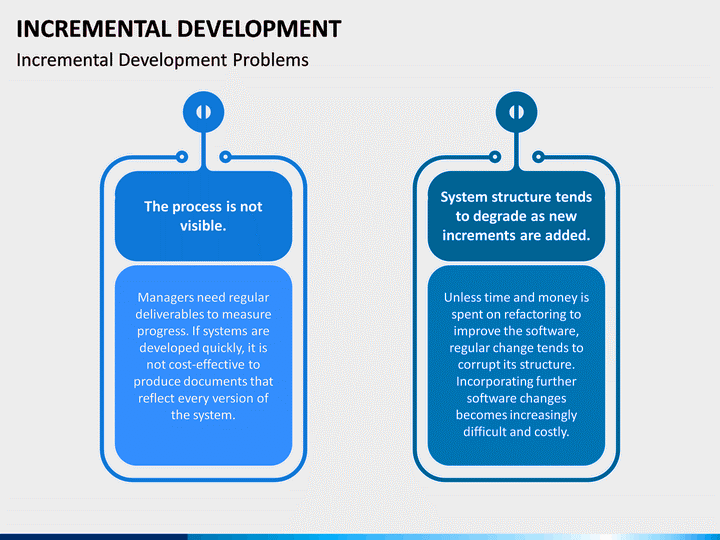 INCREMENTAL DEVELOPMENT
Incremental Development Problems
The process is not
visible.
Managers need regular
deliverables to measure
progress. If systems are
developed quickly, it is
not cost-effective to
produce documents that
reflect every version of
the system.
System structure tends
to degrade as new
increments are added.
Unless time and money is
spent on refactoring to
improve the software,
regular change tends to
corrupt its structure.
Incorporating further
software changes
becomes increasingly
difficult and costly.